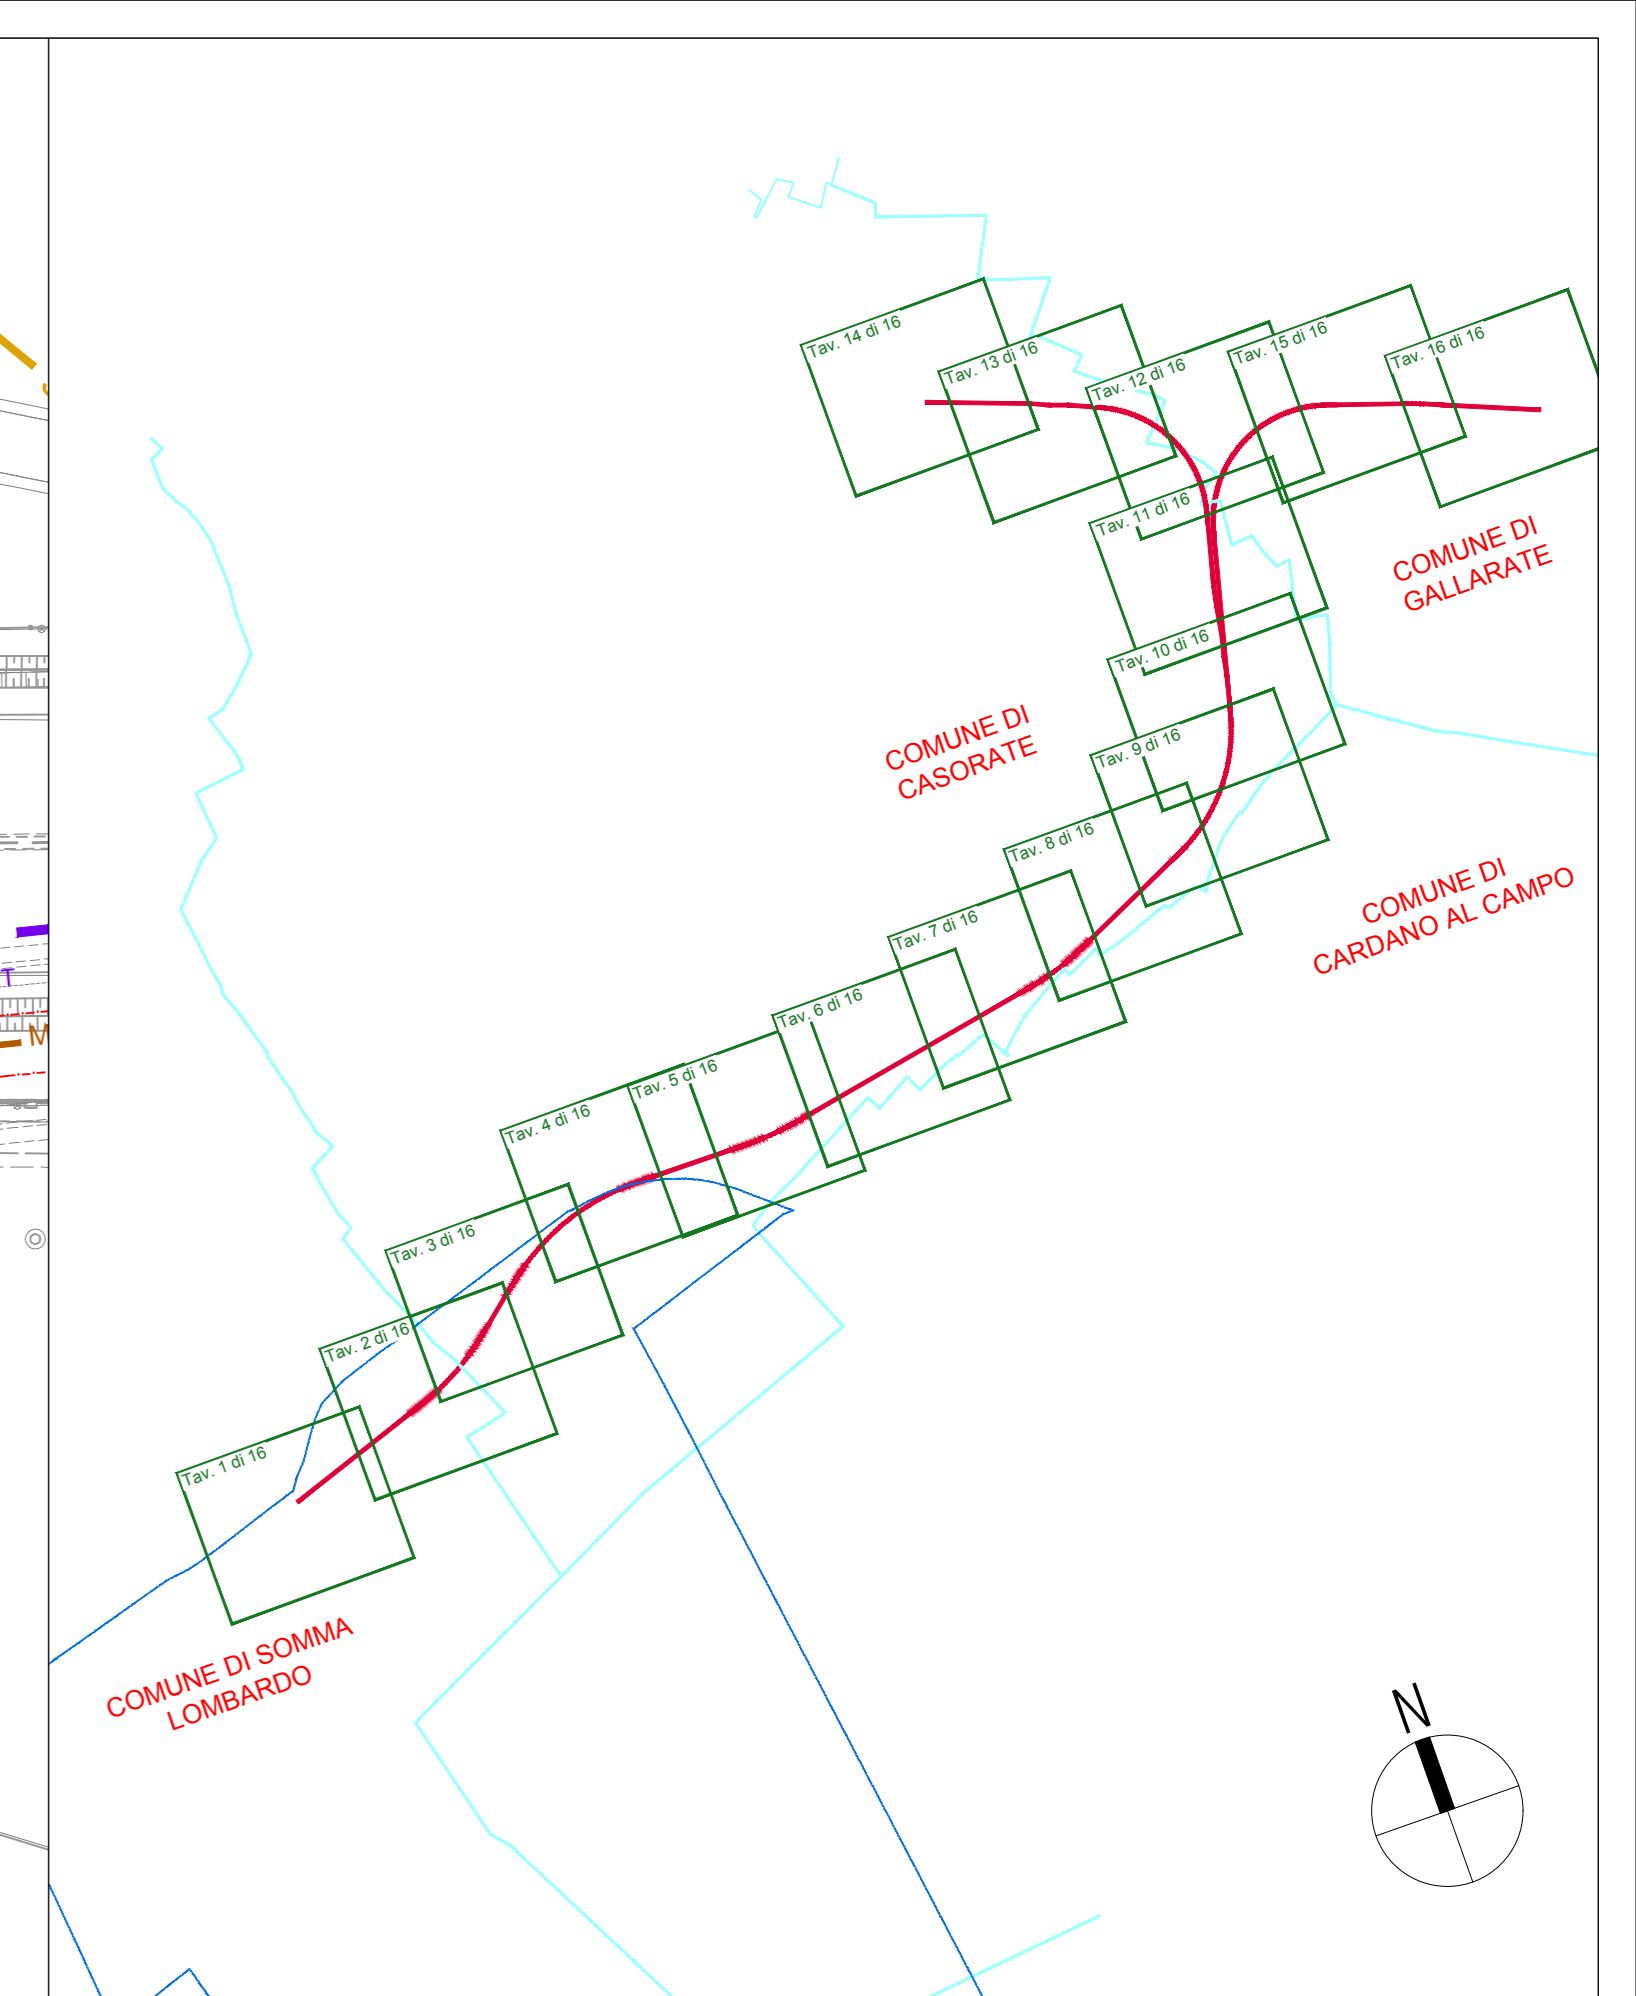 Tav. 14 di 16
Tav. 13 di 16
Tav. 12 di 16
Tav. 15 di 16
Tav. 16 di 16
Tav. 11 di 16
COMUNE DI
GALLARATE
Tav. 10 di 16
COMUNE DI
CASORATE
Tav. 9 di 16
Tav. 8 di 16
COMUNE DI
CARDANO AL CAMPO
Tav. 7 di 16
T
M
Tav. 6 di 16
Tav. 5 di 16
Tav. 4 di 16
Tav. 3 di 16
Tav. 2 di 16
Tav. 1 di 16
COMUNE DI SOMMA
LOMBARDO
N